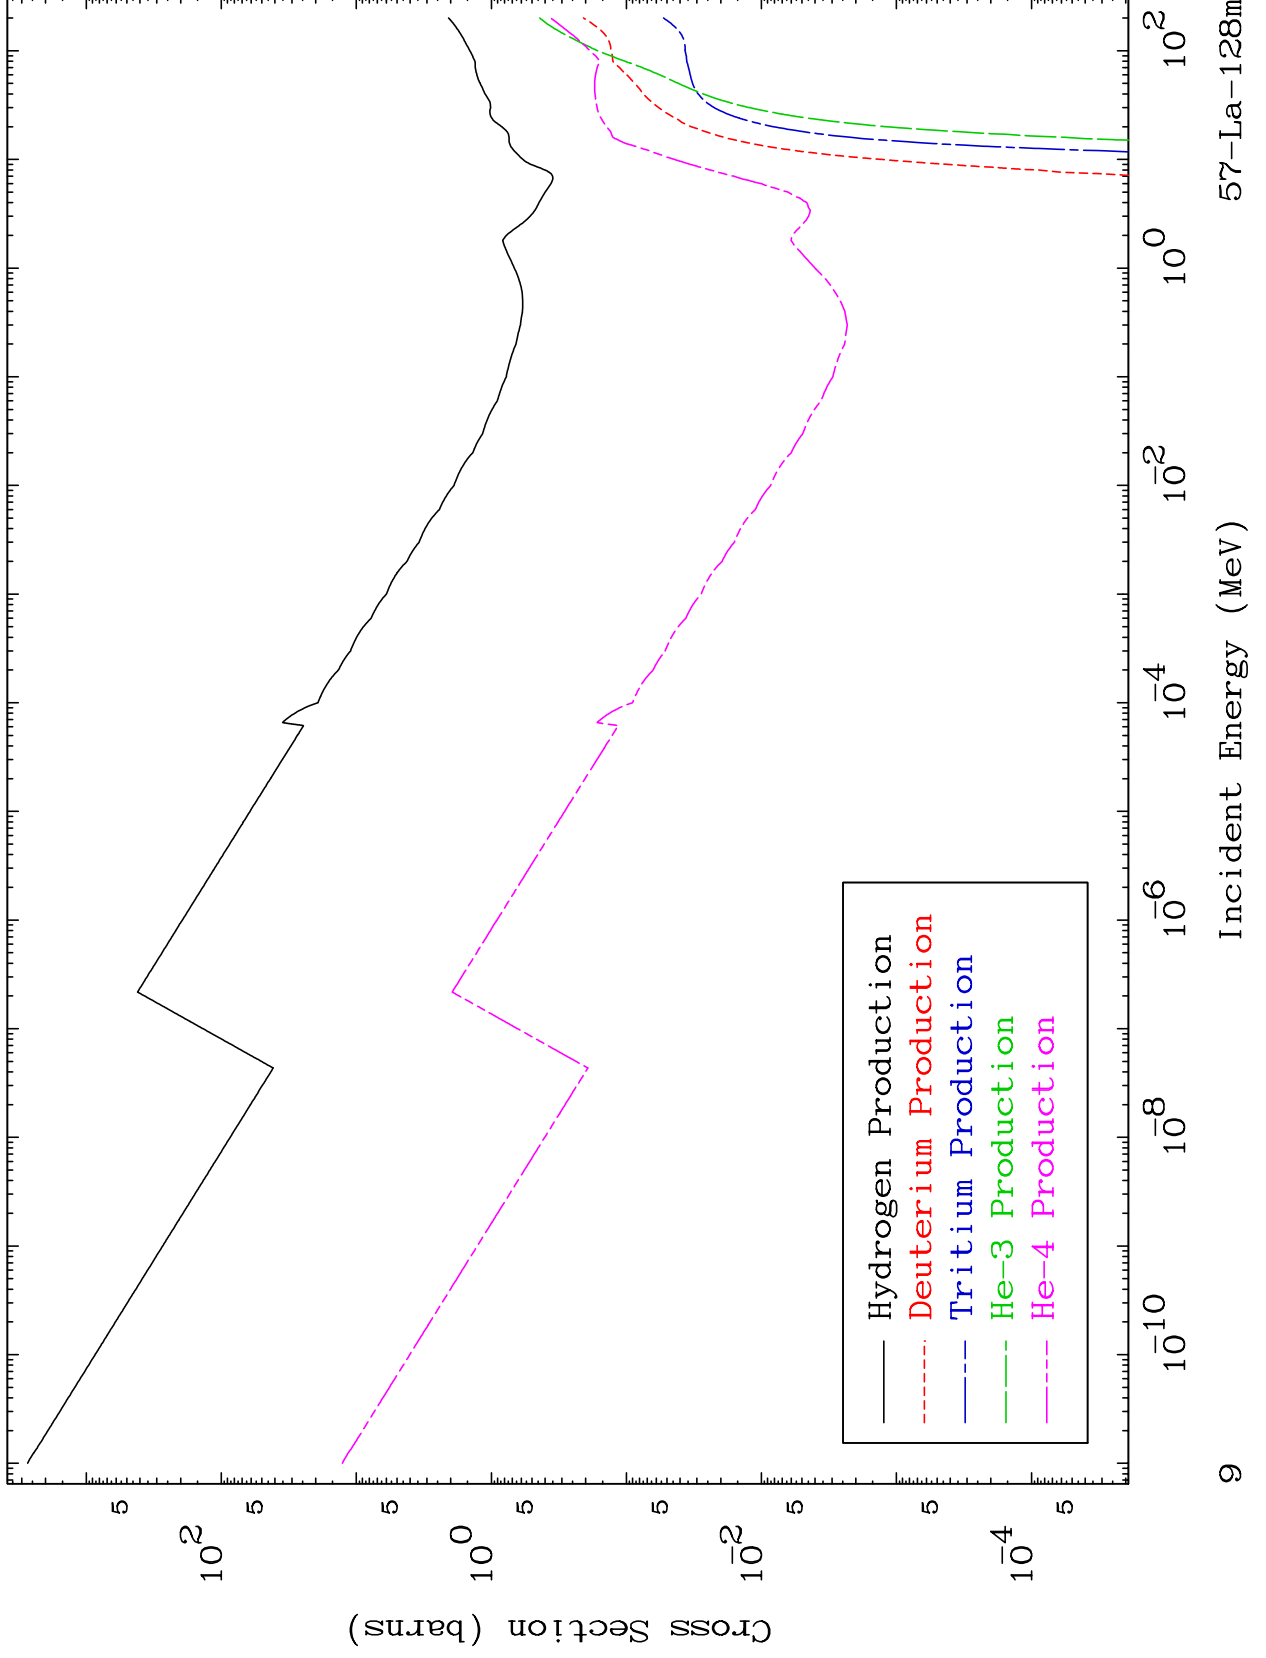 Cross Section (barns)
10^2
5
5
10^0
5
5
10^-2
5
5
10^-4
5
5
Hydrogen Production
Deuterium Production
Tritium Production
He-3 Production
He-4 Production
10^-10
10^-8
10^-6
10^-4
10^-2
10^0
10^2
9
Incident Energy (MeV)
57-La-128m